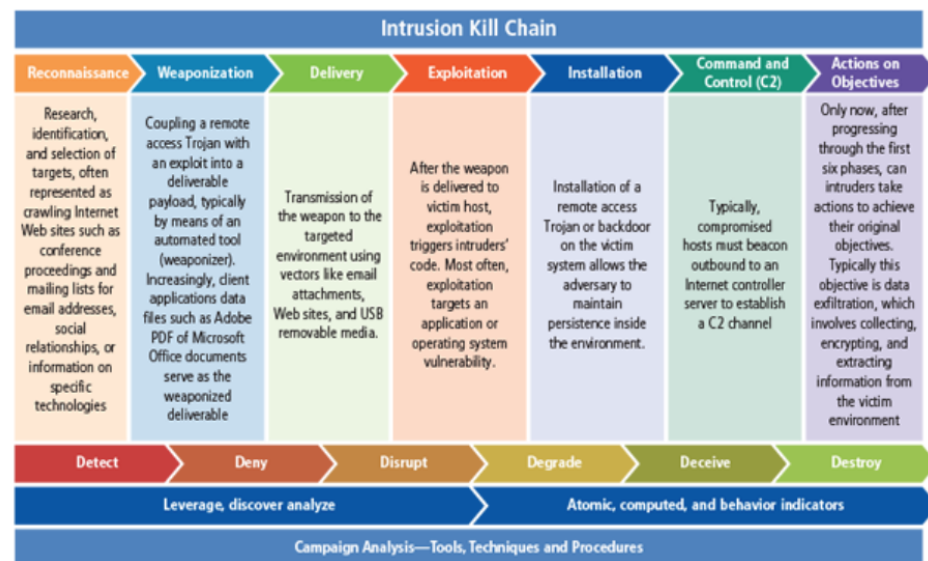 Intrusion Kill Chain
Reconnaissance
Weaponization
Delivery
Exploitation
Installation
Command and
Control (C2)
Actions on
Objectives
Research,
identification,
and selection of
targets, often
represented as
crawling Internet
Web sites such as
conference
proceedings and
mailing lists for
email addresses,
social
relationships, or
information on
specific
technologies
Coupling a remote
access Trojan with
an exploit into a
deliverable
payload, typically
by means of an
automated tool
(weaponizer).
Increasingly, client
applications data
files such as Adobe
PDF of Microsoft
Office documents
serve as the
weaponized
deliverable
Transmission of
the weapon to the
targeted
environment using
vectors like email
attachments,
Web sites, and USB
removable media.
After the weapon
is delivered to
victim host,
exploitation
triggers intruders'
code. Most often,
exploitation
targets an
application or
operating system
vulnerability.
Installation of a
remote access
Trojan or backdoor
on the victim
system allows the
adversary to
maintain
persistence inside
the environment.
Typically,
compromised
hosts must beacon
outbound to an
Internet controller
server to establish
a C2 channel
Only now, after
progressing
through the first
six phases, can
intruders take
actions to achieve
their original
objectives.
Typically this
objective is data
exfiltration, which
involves collecting,
encrypting, and
extracting
information from
the victim
environment
Detect
Deny
Disrupt
Degrade
Deceive
Destroy
Leverage, discover analyze
Atomic, computed, and behavior indicators
Campaign Analysis—Tools, Techniques and Procedures